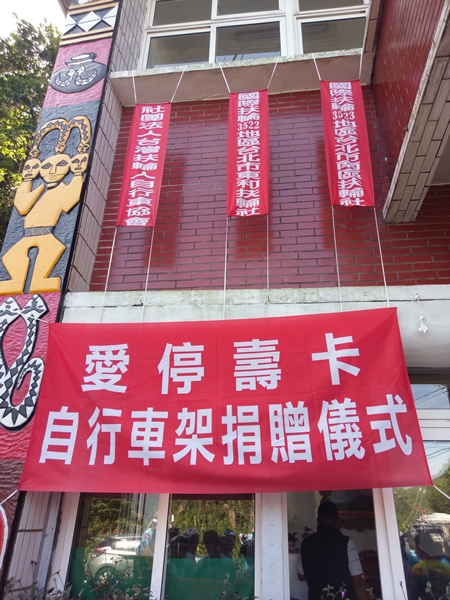 社團法人台灣扶輪人自行車協會
國際扶輪3522地區台北市東和扶輪社
國際扶輪3523地區台北市南區扶輪社
愛停壽卡
自行車架捐贈儀式